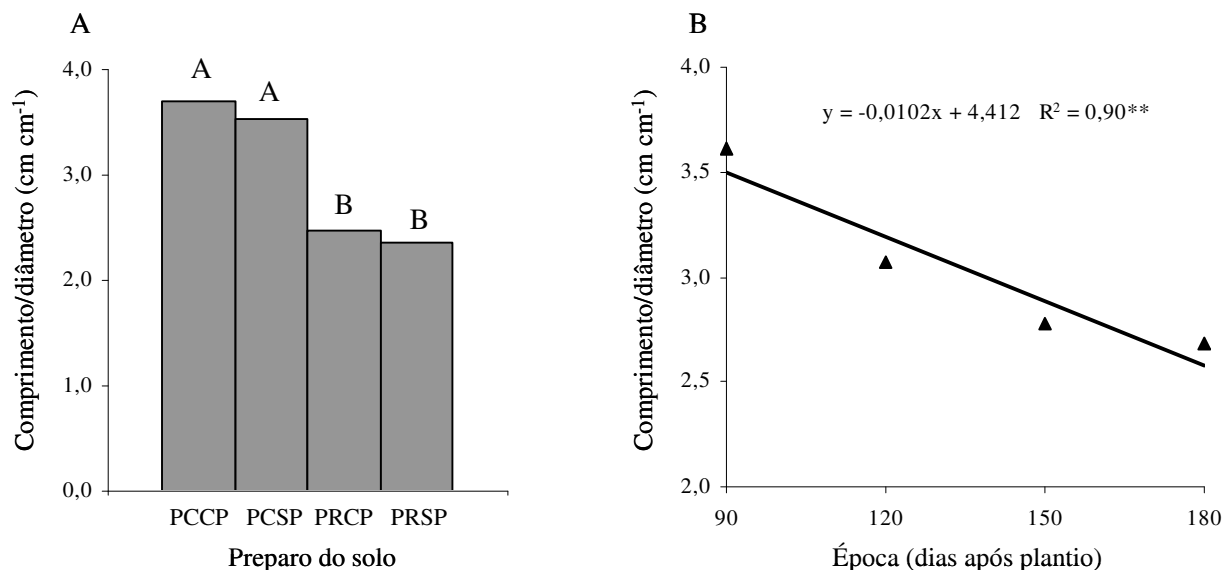 A
Comprimento/diâmetro (cm cm⁻¹)
4,0
3,0
2,0
1,0
0,0
A
A
B
B
PCCP PCSP PRCP PRSP
Preparo do solo
B
Comprimento/diâmetro (cm cm⁻¹)
4,0
3,5
3,0
2,5
2,0
y = -0,0102x + 4,412 R² = 0,90**
90 120 150 180
Época (dias após plantio)